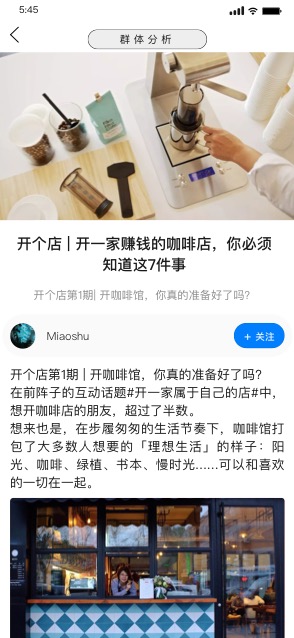 5:45
群体分析
开个店 | 开一家赚钱的咖啡店，你必须
知道这7件事
开个店第1期| 开咖啡馆，你真的准备好了吗?
Miaoshu
+ 关注
开个店第1期 | 开咖啡馆，你真的准备好了吗?
在前阵子的互动话题#开一家属于自己的店#中，
想开咖啡店的朋友，超过了半数。
想来也是，在步履匆匆的生活节奏下，咖啡馆打
包了大多数人想要的「理想生活」的样子：阳
光、咖啡、绿植、书本、慢时光......可以和喜欢
的一切在一起。